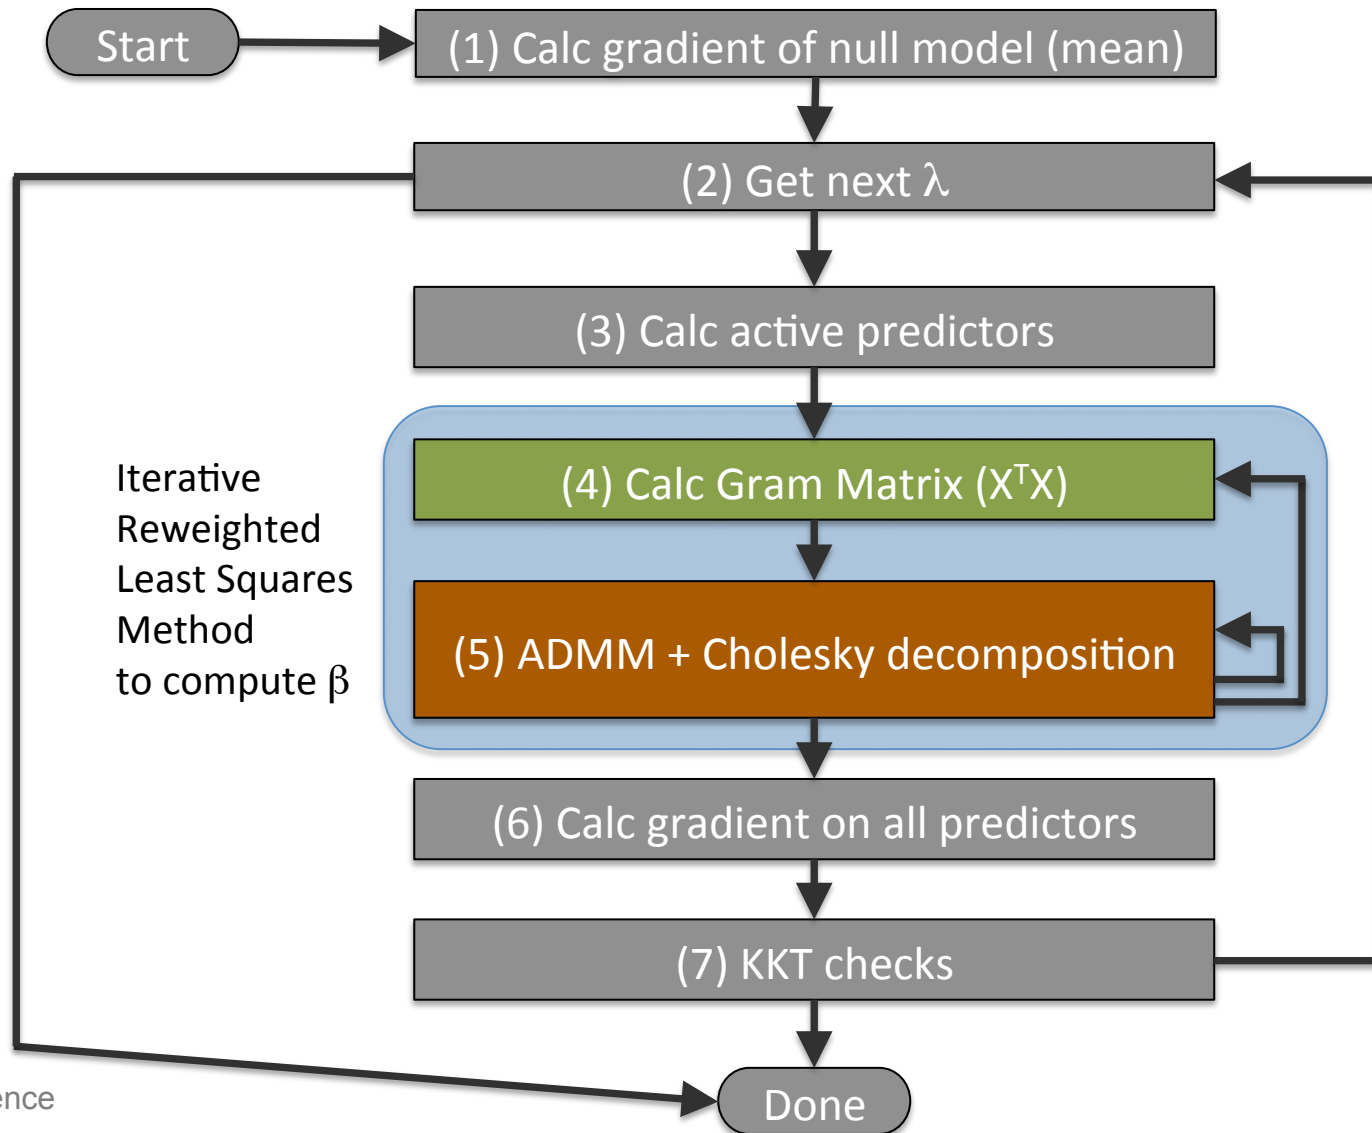 Start
(1) Calc gradient of null model (mean)
(2) Get next λ
(3) Calc active predictors
Iterative
Reweighted
Least Squares
Method
to compute β
(4) Calc Gram Matrix (XᵀX)
(5) ADMM + Cholesky decomposition
(6) Calc gradient on all predictors
(7) KKT checks
Done
ence